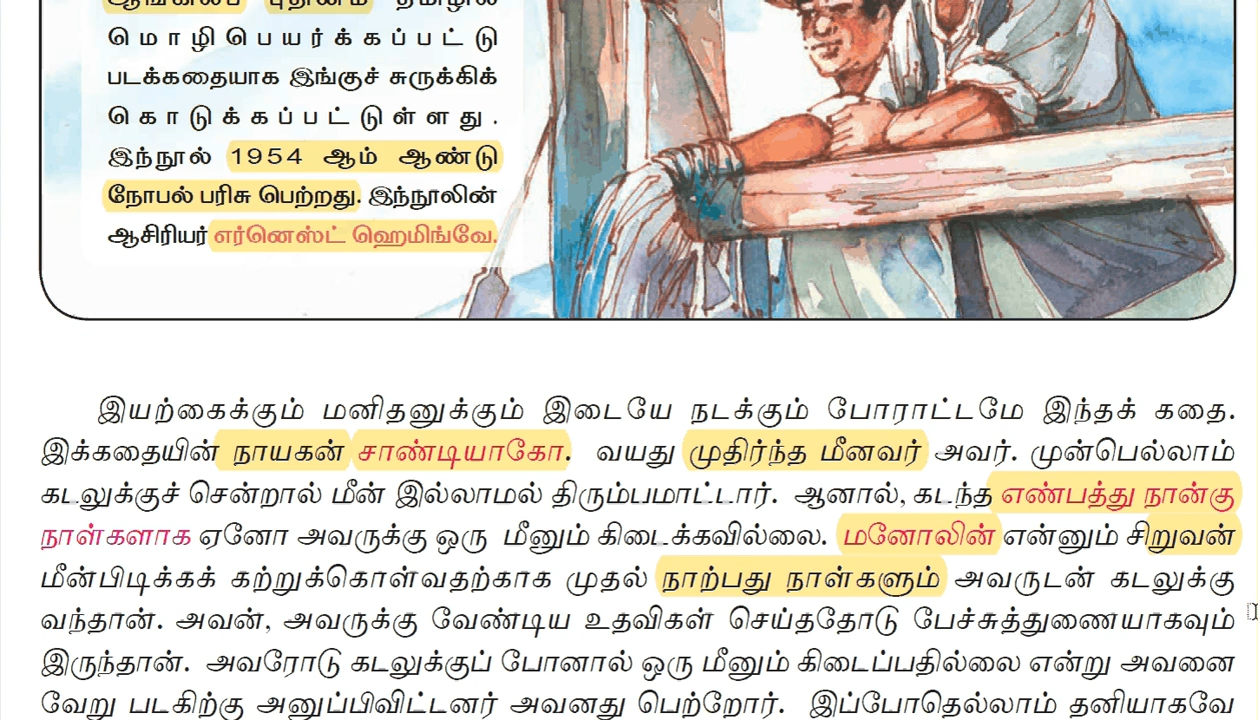 ஆங்கிலப் புதினம் தமிழில்
மொழிபெயர்க்கப்பட்டு
படக்கதையாக இங்குச் சுருக்கிக்
கொடுக்கப்பட்டுள்ளது.
இந்நூல் 1954 ஆம் ஆண்டு
நோபல் பரிசு பெற்றது. இந்நூலின்
ஆசிரியர் எர்னெஸ்ட் ஹெமிங்வே.
இயற்கைக்கும் மனிதனுக்கும் இடையே நடக்கும் போராட்டமே இந்தக் கதை.
இக்கதையின் நாயகன் சாண்டியாகோ. வயது முதிர்ந்த மீனவர் அவர். முன்பெல்லாம்
கடலுக்குச் சென்றால் மீன் இல்லாமல் திரும்பமாட்டார். ஆனால், கடந்த எண்பத்து நான்கு
நாள்களாக ஏனோ அவருக்கு ஒரு மீனும் கிடைக்கவில்லை. மனோலின் என்னும் சிறுவன்
மீன்பிடிக்கக் கற்றுக்கொள்வதற்காக முதல் நாற்பது நாள்களும் அவருடன் கடலுக்கு
வந்தான். அவன், அவருக்கு வேண்டிய உதவிகள் செய்ததோடு பேச்சுத்துணையாகவும்
இருந்தான். அவரோடு கடலுக்குப் போனால் ஒரு மீனும் கிடைப்பதில்லை என்று அவனை
வேறு படகிற்கு அனுப்பிவிட்டனர் அவனது பெற்றோர். இப்போதெல்லாம் தனியாகவே